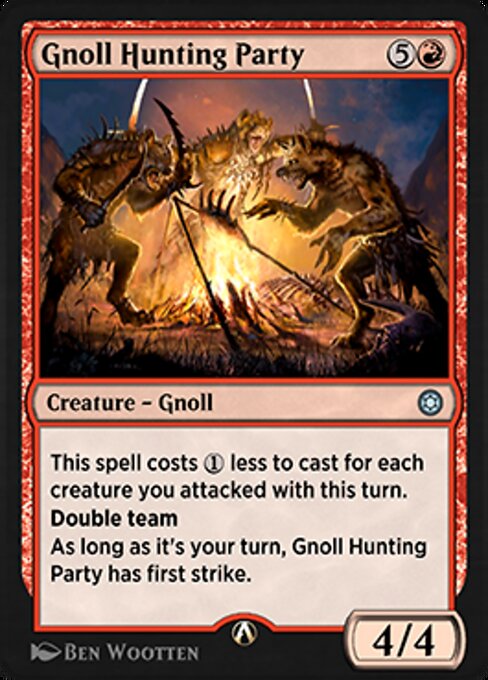 Gnoll Hunting Party 5
Creature – Gnoll
This spell costs 1 less to cast for each
creature you attacked with this turn.
Double team
As long as it's your turn, Gnoll Hunting
Party has first strike.
4/4
Ben Wootten